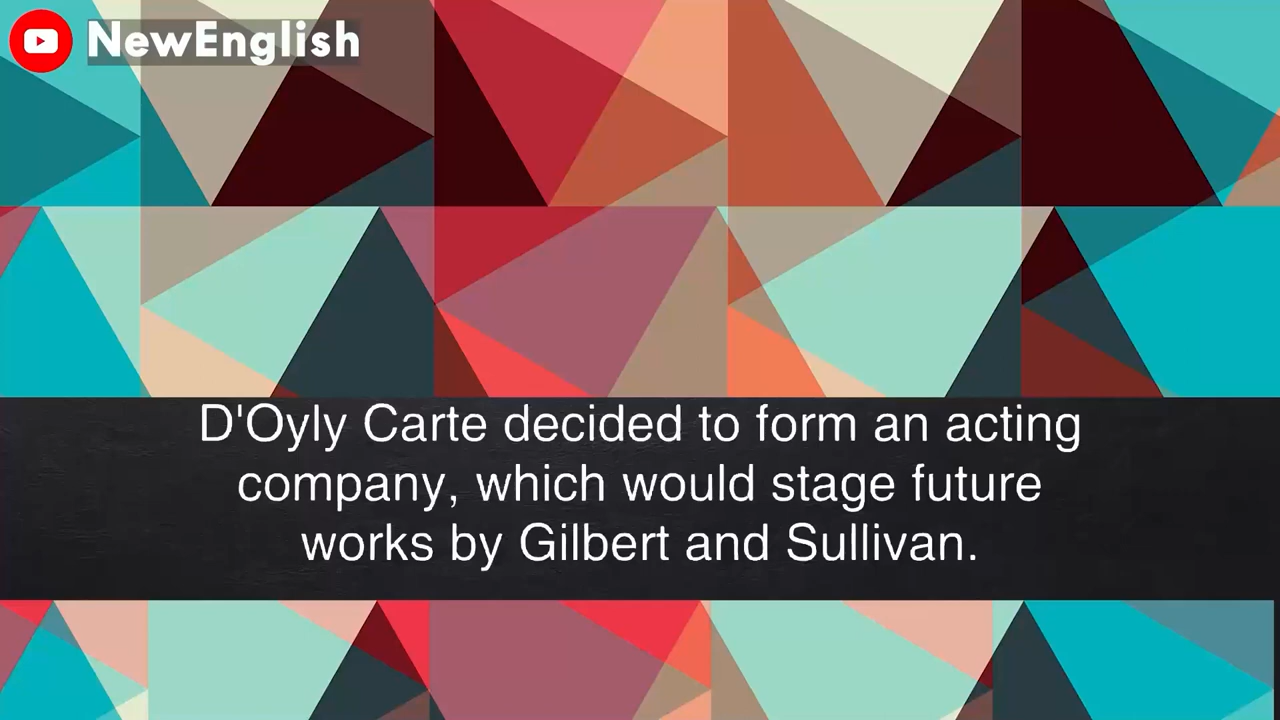 NewEnglish
D'Oyly Carte decided to form an acting
company, which would stage future
works by Gilbert and Sullivan.